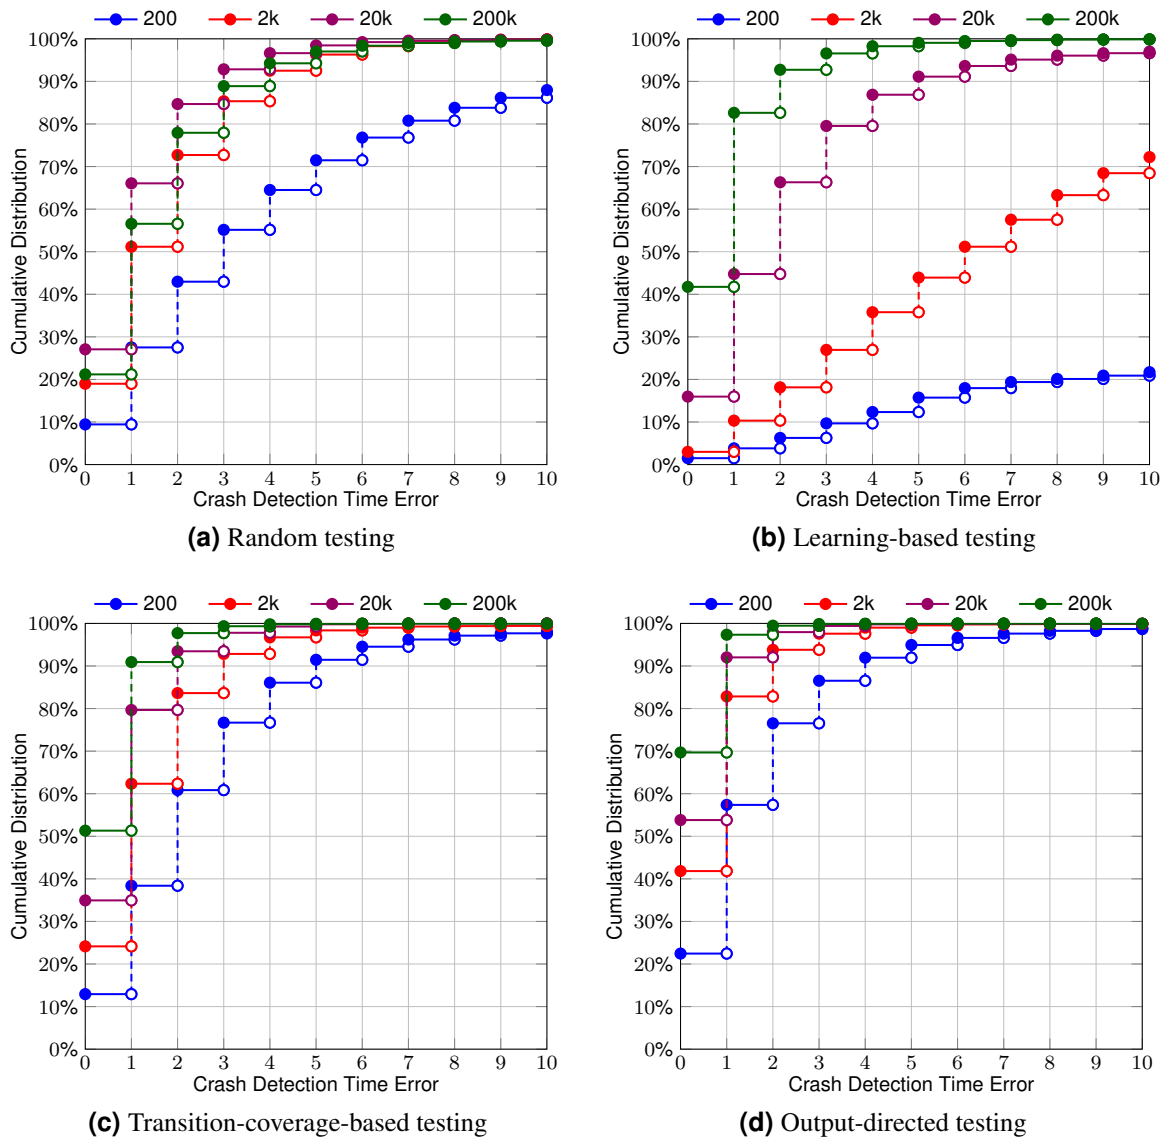 200 2k 20k 200k
100%
90%
80%
70%
60%
50%
40%
30%
20%
10%
0%
Cumulative Distribution
0 1 2 3 4 5 6 7 8 9 10
Crash Detection Time Error
(a) Random testing
200 2k 20k 200k
100%
90%
80%
70%
60%
50%
40%
30%
20%
10%
0%
Cumulative Distribution
0 1 2 3 4 5 6 7 8 9 10
Crash Detection Time Error
(b) Learning-based testing
200 2k 20k 200k
100%
90%
80%
70%
60%
50%
40%
30%
20%
10%
0%
Cumulative Distribution
0 1 2 3 4 5 6 7 8 9 10
Crash Detection Time Error
(c) Transition-coverage-based testing
200 2k 20k 200k
100%
90%
80%
70%
60%
50%
40%
30%
20%
10%
0%
Cumulative Distribution
0 1 2 3 4 5 6 7 8 9 10
Crash Detection Time Error
(d) Output-directed testing